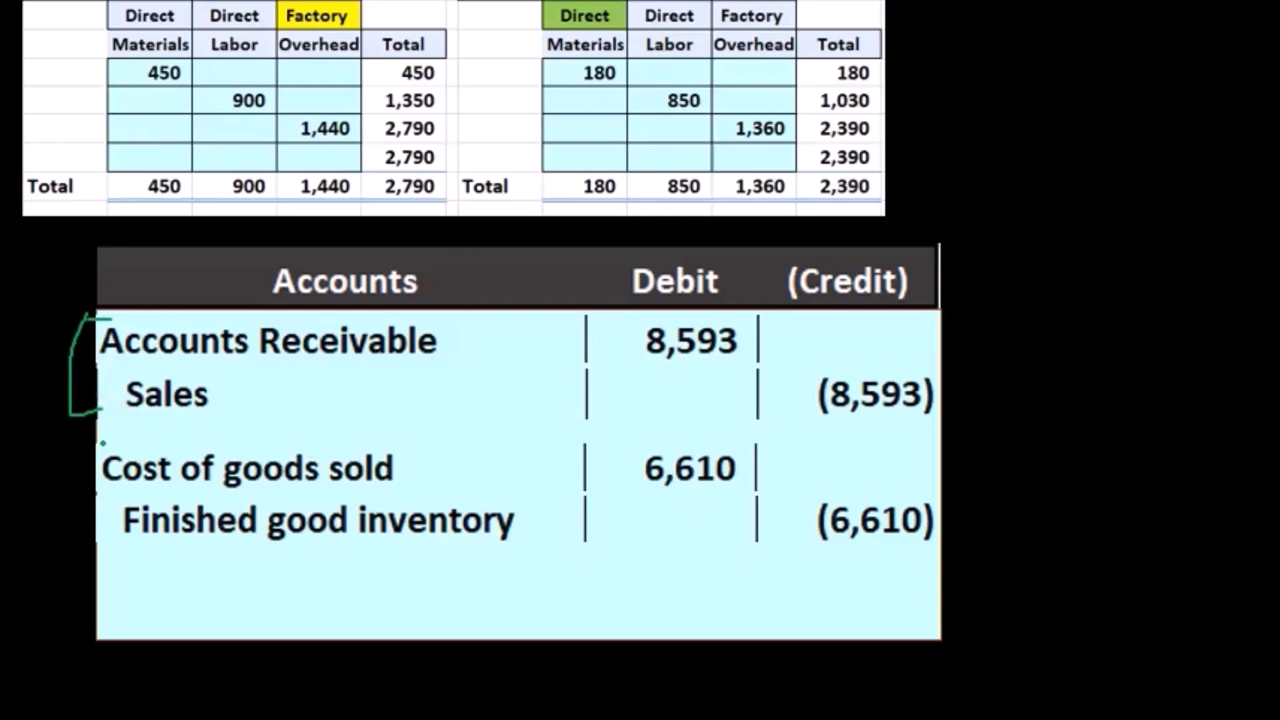 Direct Direct Factory Direct Direct Factory
Materials Labor Overhead Total Materials Labor Overhead Total
450 450 180 180
900 1,350 850 1,030
1,440 2,790 1,360 2,390
2,790 2,390
Total 450 900 1,440 2,790 Total 180 850 1,360 2,390
Accounts Debit (Credit)
Accounts Receivable 8,593
Sales (8,593)
Cost of goods sold 6,610
Finished good inventory (6,610)